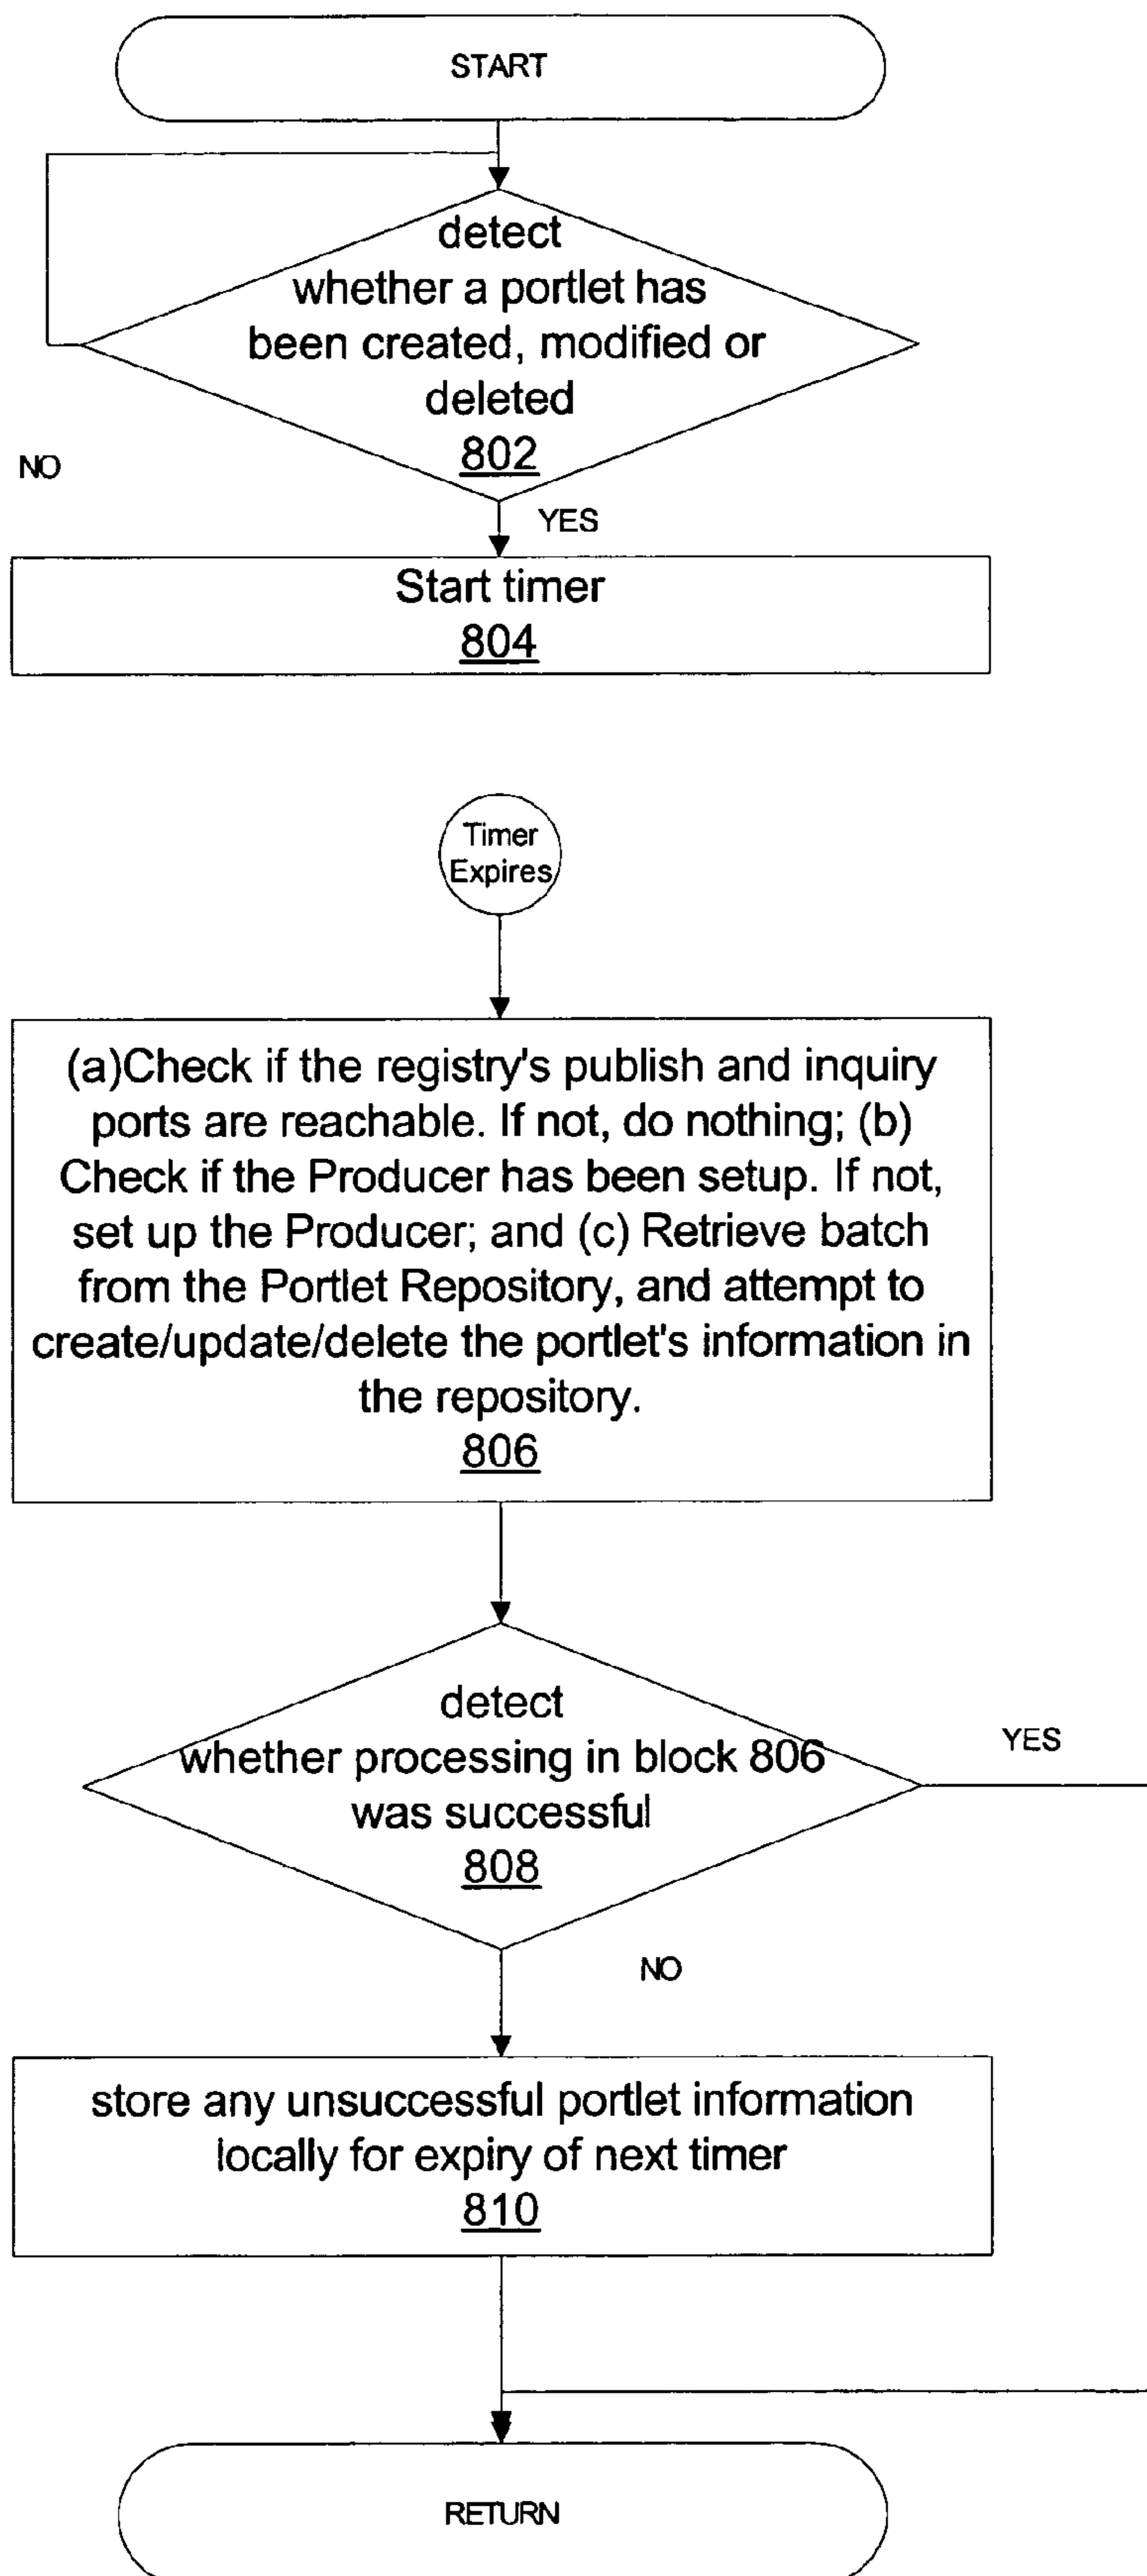 START
detect
whether a portlet has
been created, modified or
deleted
802
NO
YES
Start timer
804
Timer
Expires
(a)Check if the registry's publish and inquiry
ports are reachable. If not, do nothing; (b)
Check if the Producer has been setup. If not,
set up the Producer; and (c) Retrieve batch
from the Portlet Repository, and attempt to
create/update/delete the portlet's information in
the repository.
806
detect
whether processing in block 806
was successful
808
YES
NO
store any unsuccessful portlet information
locally for expiry of next timer
810
RETURN